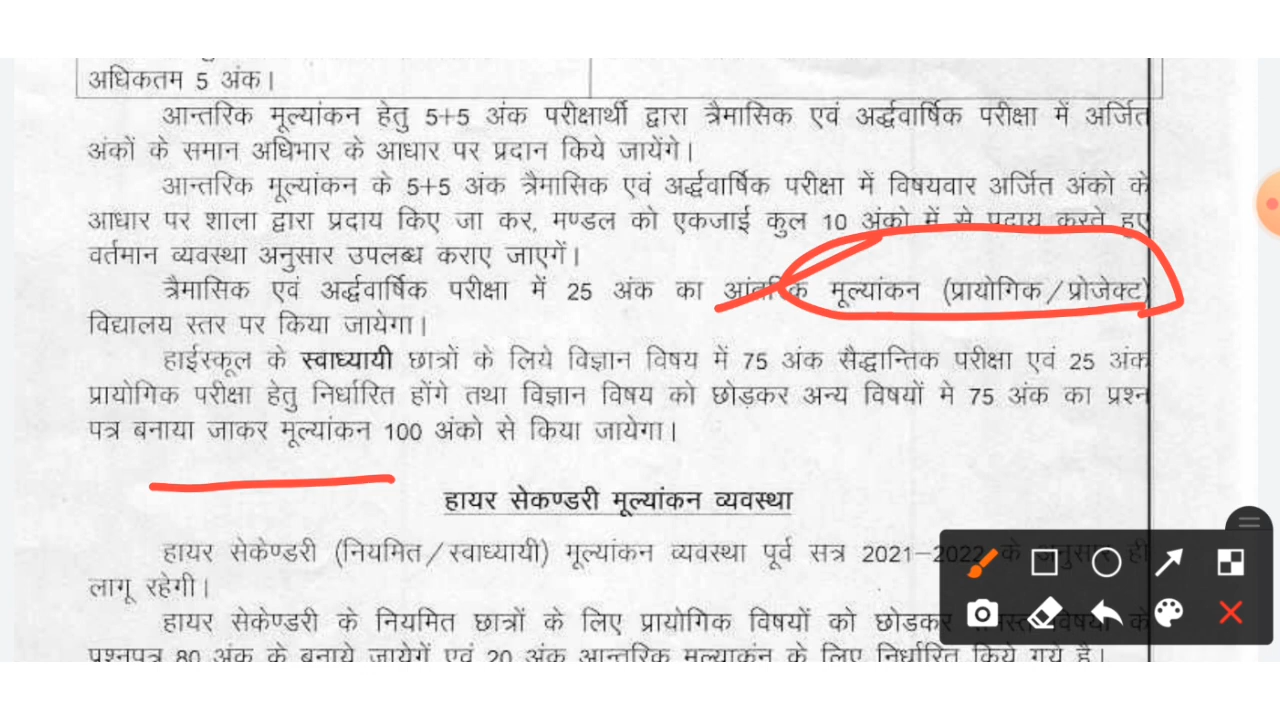 अधिकतम 5 अंक।
आन्तरिक मूल्यांकन हेतु 5+5 अंक परीक्षार्थी द्वारा त्रैमासिक एवं अर्द्धवार्षिक परीक्षा में अर्जित
अंकों के समान अधिभार के आधार पर प्रदान किये जायेंगे।
आन्तरिक मूल्यांकन के 5+5 अंक त्रैमासिक एवं अर्द्धवार्षिक परीक्षा में विषयवार अर्जित अंको के
आधार पर शाला द्वारा प्रदाय किए जा कर, मण्डल को एकजाई कुल 10 अंको में से प्रदाय करते हुए
वर्तमान व्यवस्था अनुसार उपलब्ध कराए जाएगें।
त्रैमासिक एवं अर्द्धवार्षिक परीक्षा में 25 अंक का आंतरिक मूल्यांकन (प्रायोगिक/प्रोजेक्ट)
विद्यालय स्तर पर किया जायेगा।
हाईस्कूल के स्वाध्यायी छात्रों के लिये विज्ञान विषय में 75 अंक सैद्धान्तिक परीक्षा एवं 25 अंक
प्रायोगिक परीक्षा हेतु निर्धारित होंगे तथा विज्ञान विषय को छोड़कर अन्य विषयों मे 75 अंक का प्रश्न
पत्र बनाया जाकर मूल्यांकन 100 अंको से किया जायेगा।
हायर सेकण्डरी मूल्यांकन व्यवस्था
हायर सेकेण्डरी (नियमित/स्वाध्यायी) मूल्यांकन व्यवस्था पूर्व सत्र 2021-2022 के अनुसार ही
लागू रहेगी।
हायर सेकेण्डरी के नियमित छात्रों के लिए प्रायोगिक विषयों को छोडकर समस्त विषयों के
प्रश्नपत्र 80 अंक के बनाये जायेगें एवं 20 अंक आन्तरिक मूल्याकंन के लिए निर्धारित किये गये है।